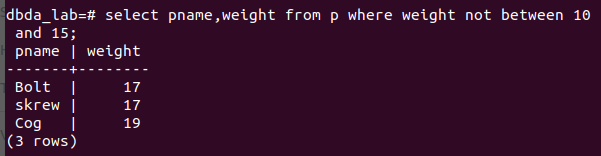 dbda_lab=# select pname,weight from p where weight not between 10
 and 15;
 pname | weight
-------+--------
 Bolt  |     17
 skrew |     17
 Cog   |     19
(3 rows)